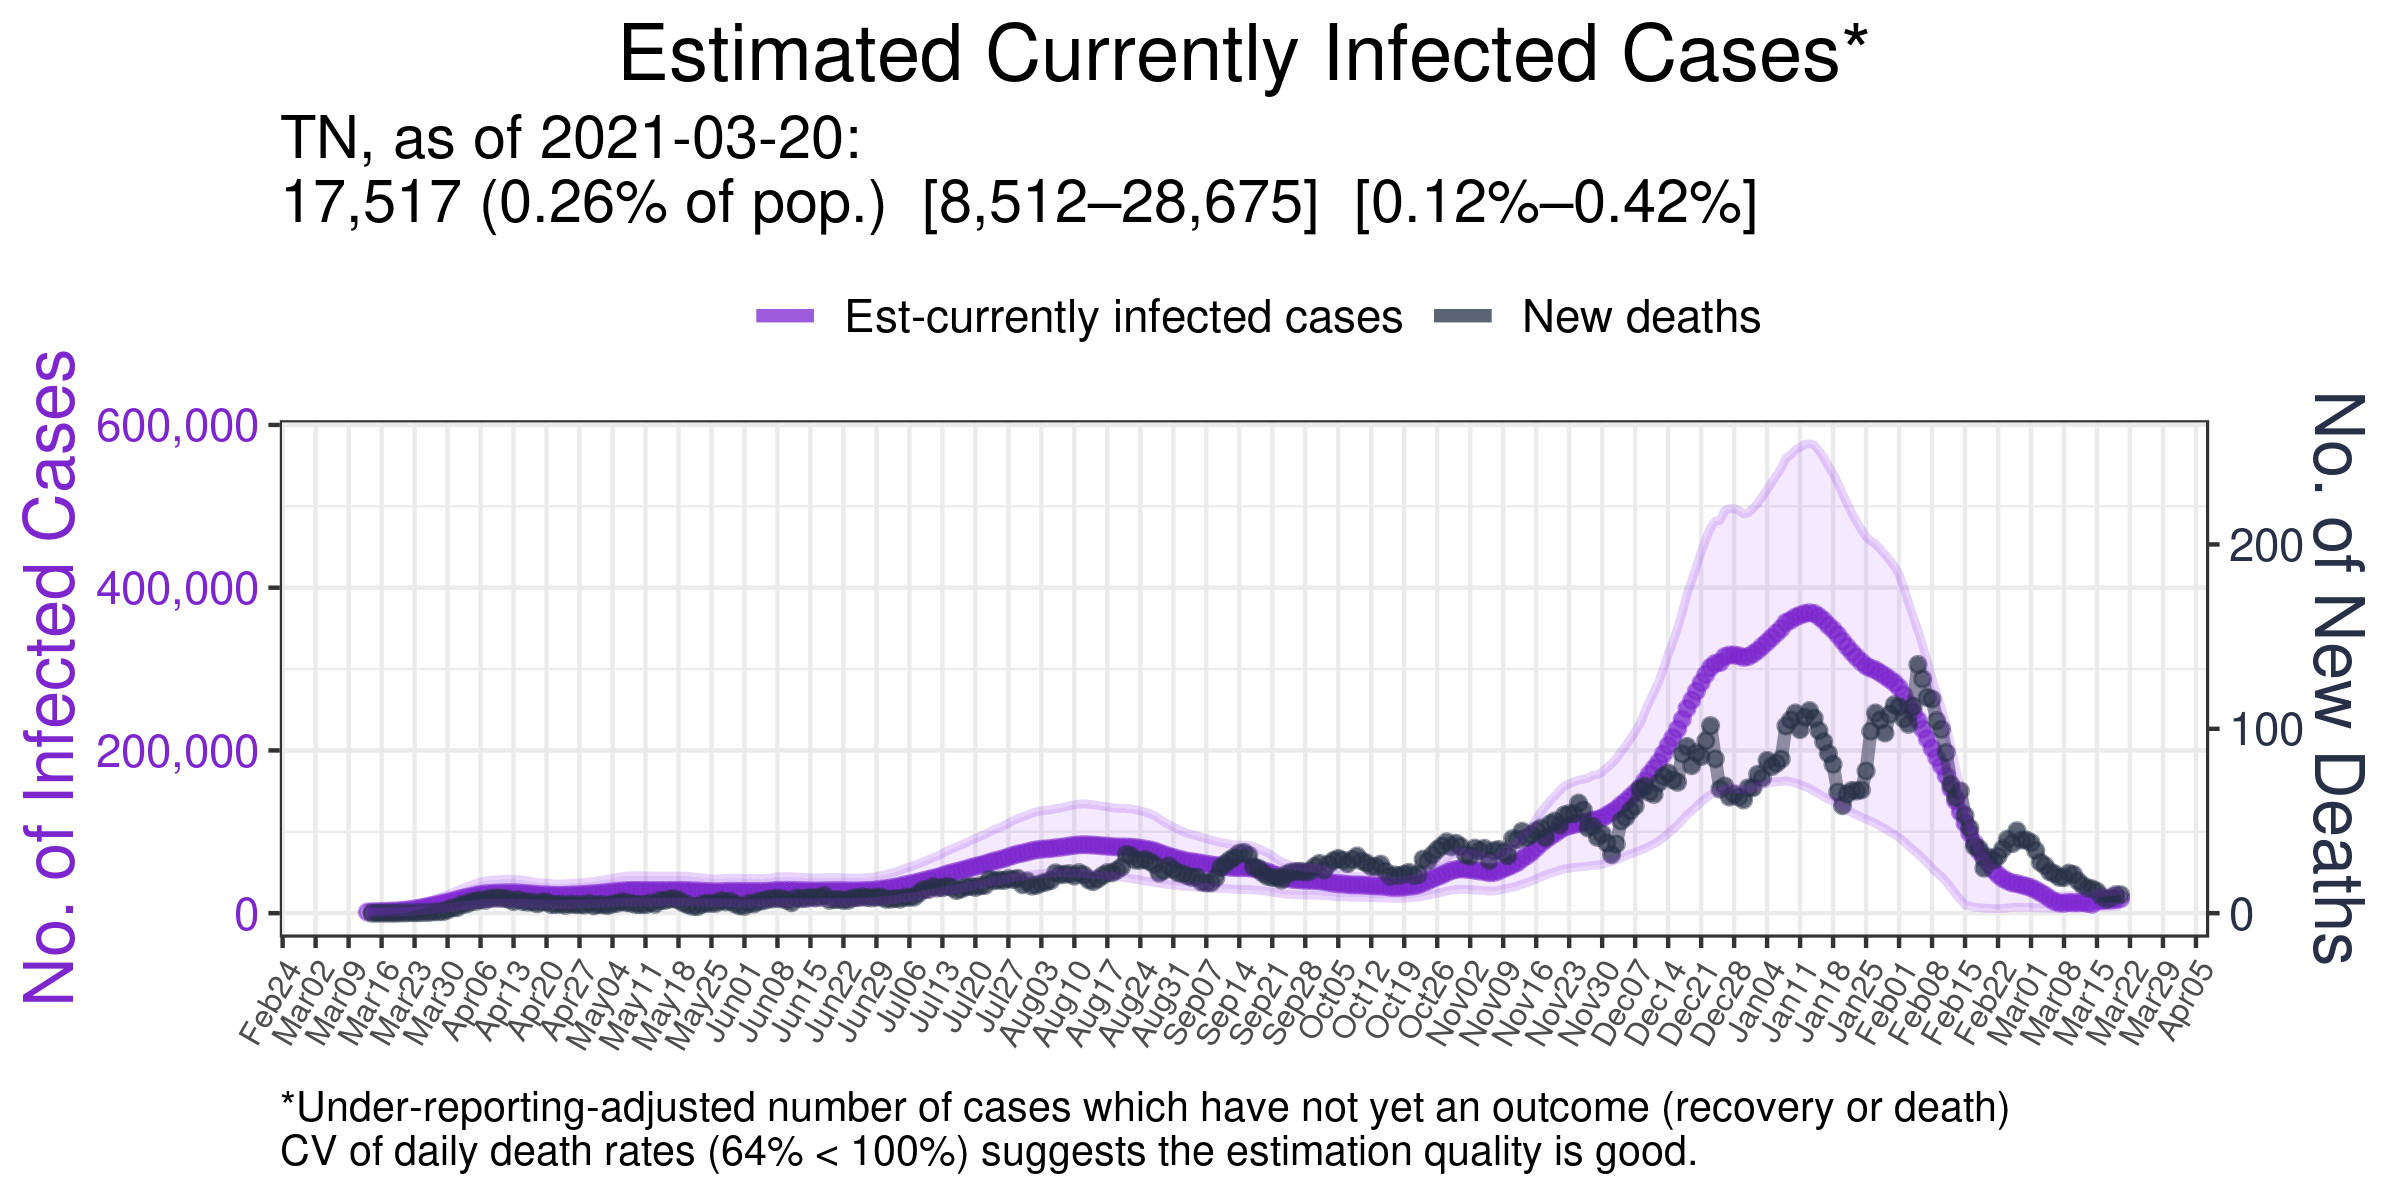 Estimated Currently Infected Cases*
TN, as of 2021-03-20:
17,517 (0.26% of pop.) [8,512–28,675] [0.12%–0.42%]
Est-currently infected cases
New deaths
No. of Infected Cases
600,000
400,000
200,000
0
No. of New Deaths
200
100
0
Feb24
Mar02
Mar09
Mar16
Mar23
Mar30
Apr06
Apr13
Apr20
Apr27
May04
May11
May18
May25
Jun01
Jun08
Jun15
Jun22
Jun29
Jul06
Jul13
Jul20
Jul27
Aug03
Aug10
Aug17
Aug24
Aug31
Sep07
Sep14
Sep21
Sep28
Oct05
Oct12
Oct19
Oct26
Nov02
Nov09
Nov16
Nov23
Nov30
Dec07
Dec14
Dec21
Dec28
Jan04
Jan11
Jan18
Jan25
Feb01
Feb08
Feb15
Feb22
Mar01
Mar08
Mar15
Mar22
Mar29
Apr05
*Under-reporting-adjusted number of cases which have not yet an outcome (recovery or death)
CV of daily death rates (64% < 100%) suggests the estimation quality is good.